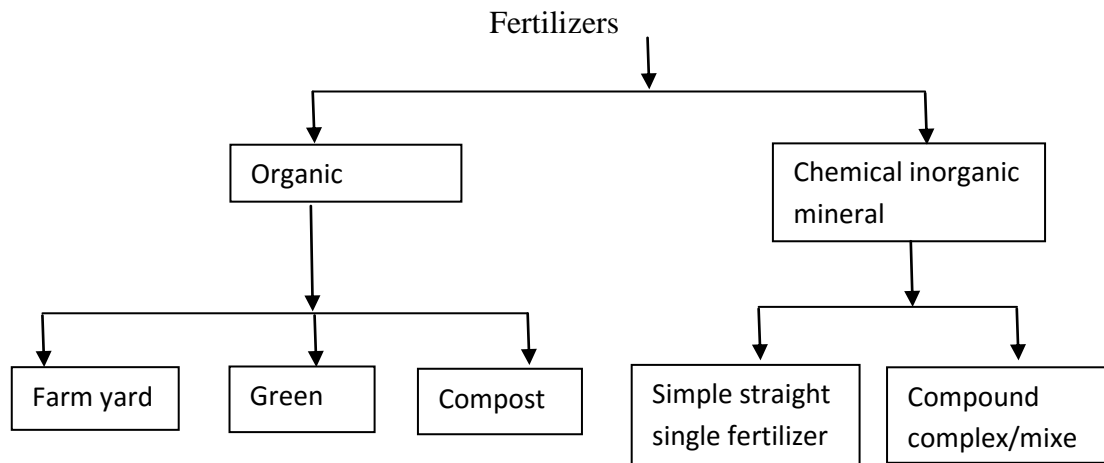 Fertilizers
Organic
Chemical inorganic
mineral
Farm yard
Green
Compost
Simple straight
single fertilizer
Compound
complex/mixe